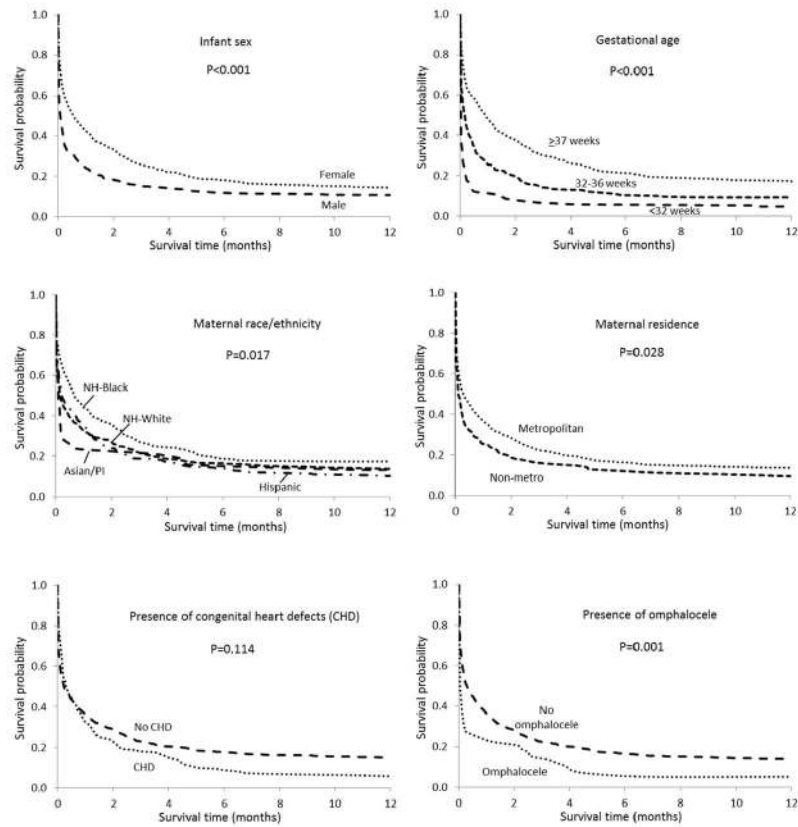 Infant sex
P<0.001
Survival probability
1.0
0.8
0.6
0.4
0.2
0.0
Female
Male
0 2 4 6 8 10 12
Survival time (months)
Gestational age
P<0.001
Survival probability
1.0
0.8
0.6
0.4
0.2
0.0
≥37 weeks
32-36 weeks
<32 weeks
0 2 4 6 8 10 12
Survival time (months)
Maternal race/ethnicity
P=0.017
Survival probability
1.0
0.8
0.6
0.4
0.2
0.0
NH-Black
NH-White
Asian/PI
Hispanic
0 2 4 6 8 10 12
Survival time (months)
Maternal residence
P=0.028
Survival probability
1.0
0.8
0.6
0.4
0.2
0.0
Metropolitan
Non-metro
0 2 4 6 8 10 12
Survival time (months)
Presence of congenital heart defects (CHD)
P=0.114
Survival probability
1.0
0.8
0.6
0.4
0.2
0.0
No CHD
CHD
0 2 4 6 8 10 12
Survival time (months)
Presence of omphalocele
P=0.001
Survival probability
1.0
0.8
0.6
0.4
0.2
0.0
No
omphalocele
Omphalocele
0 2 4 6 8 10 12
Survival time (months)